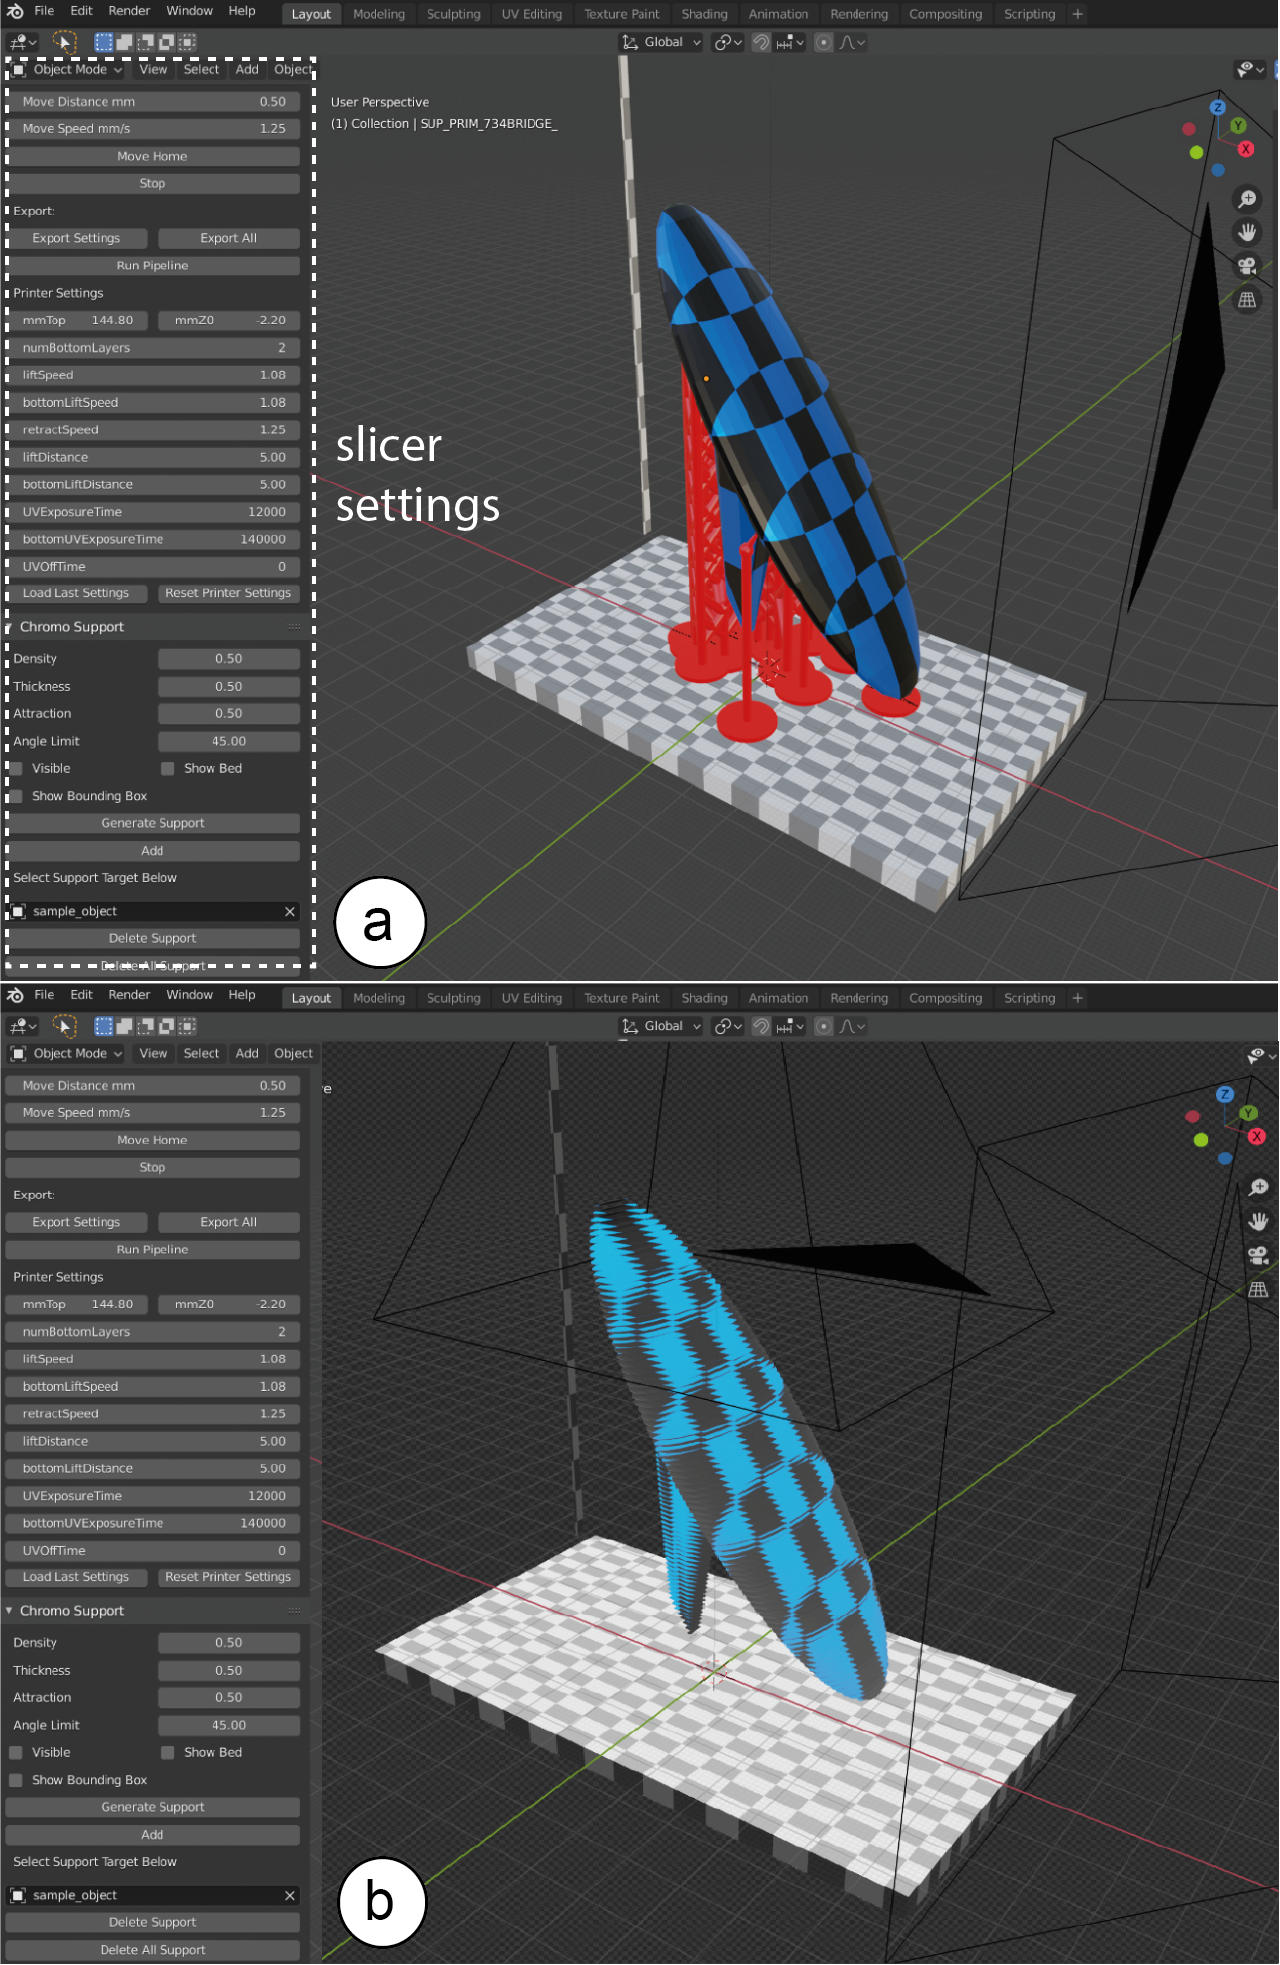 File Edit Render Window Help Layout Modeling Sculpting UV Editing Texture Paint Shading Animation Rendering Compositing Scripting +
Global
Object Mode View Select Add Object
Move Distance mm 0.50
Move Speed mm/s 1.25
Move Home
Stop
Export:
Export Settings Export All
Run Pipeline
Printer Settings
mmTop 144.80 mmZ0 -2.20
numBottomLayers 2
liftSpeed 1.08
bottomLiftSpeed 1.08
retractSpeed 1.25
liftDistance 5.00
bottomLiftDistance 5.00
UVExposureTime 12000
bottomUVExposureTime 140000
UVOffTime 0
Load Last Settings Reset Printer Settings
Chromo Support
Density 0.50
Thickness 0.50
Attraction 0.50
Angle Limit 45.00
Visible Show Bed
Show Bounding Box
Generate Support
Add
Select Support Target Below
sample_object
Delete Support
Delete All Support
User Perspective
(1) Collection | SUP_PRIM_734BRIDGE_
Z
Y
X
slicer
settings
a
File Edit Render Window Help Layout Modeling Sculpting UV Editing Texture Paint Shading Animation Rendering Compositing Scripting +
Global
Object Mode View Select Add Object
Move Distance mm 0.50
Move Speed mm/s 1.25
Move Home
Stop
Export:
Export Settings Export All
Run Pipeline
Printer Settings
mmTop 144.80 mmZ0 -2.20
numBottomLayers 2
liftSpeed 1.08
bottomLiftSpeed 1.08
retractSpeed 1.25
liftDistance 5.00
bottomLiftDistance 5.00
UVExposureTime 12000
bottomUVExposureTime 140000
UVOffTime 0
Load Last Settings Reset Printer Settings
Chromo Support
Density 0.50
Thickness 0.50
Attraction 0.50
Angle Limit 45.00
Visible Show Bed
Show Bounding Box
Generate Support
Add
Select Support Target Below
sample_object
Delete Support
Delete All Support
e
Z
Y
X
b